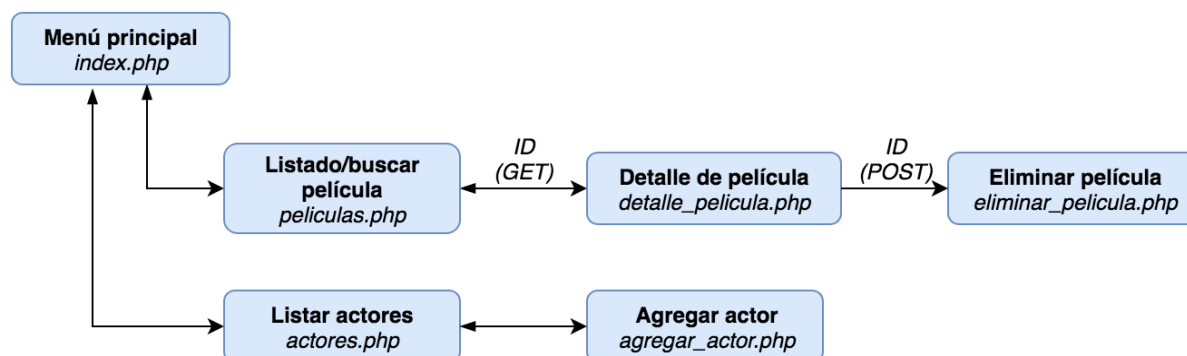 Menú principal
index.php
Listado/buscar
película
peliculas.php
ID
(GET)
Detalle de película
detalle_pelicula.php
ID
(POST)
Eliminar película
eliminar_pelicula.php
Listar actores
actores.php
Agregar actor
agregar_actor.php